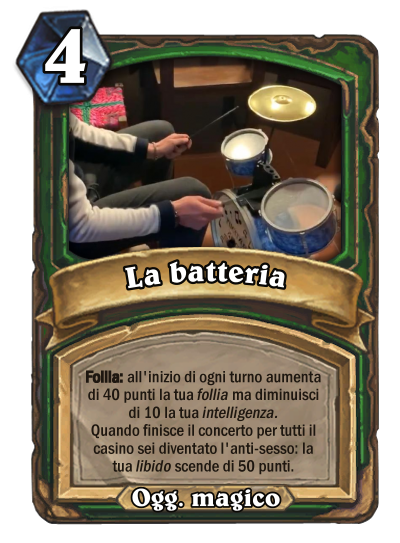 4
La batteria
Follia: all'inizio di ogni turno aumenta
di 40 punti la tua follia ma diminuisci
di 10 la tua intelligenza.
Quando finisce il concerto per tutti il
casino sei diventato l'anti-sesso: la
tua libido scende di 50 punti.
Ogg. magico